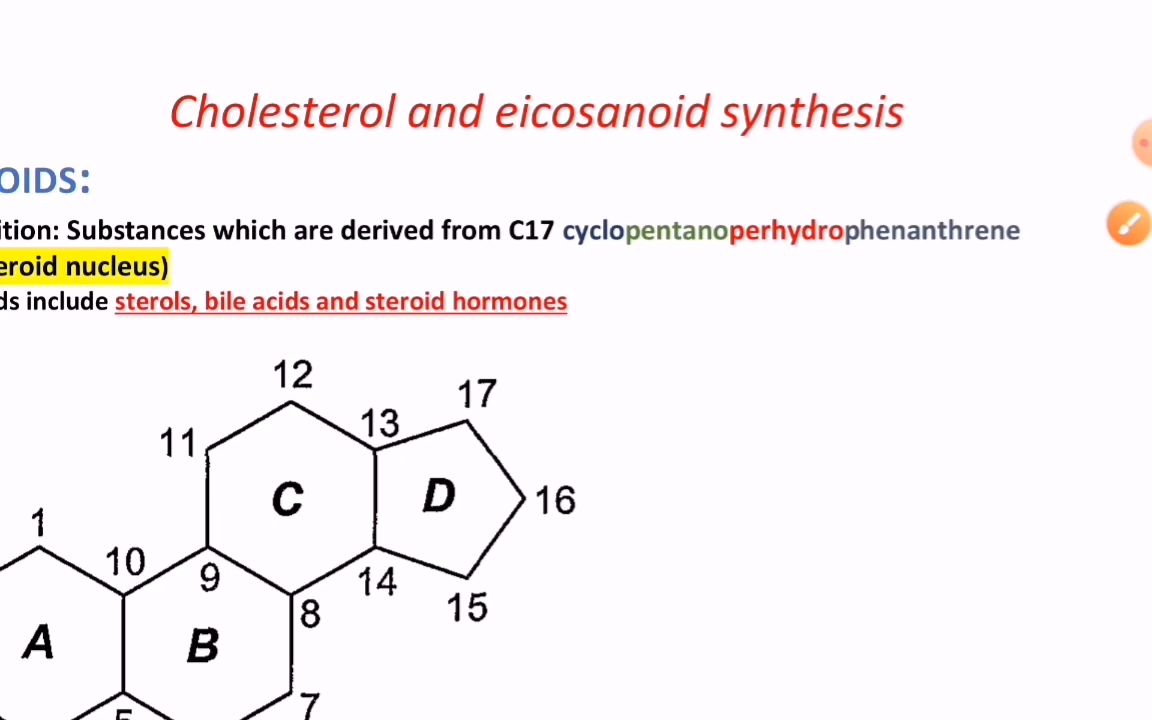 Cholesterol and eicosanoid synthesis
OIDS:
ition: Substances which are derived from C17 cyclopentanoperhydrophenanthrene
eroid nucleus)
ds include sterols, bile acids and steroid hormones
12
17
13
11
C
D
16
1
10
9
14
15
8
A
B
7
5